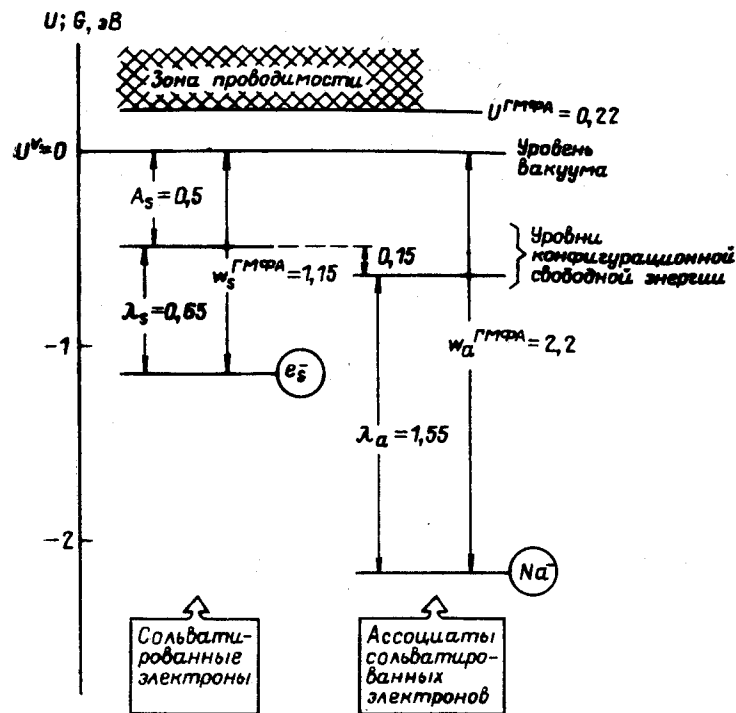 U; G, эВ
Зона проводимости
U^ГМФА = 0,22
U^v = 0
Уровень
вакуума
A_s = 0,5
0,15
Уровни
конфигурационной
свободной энергии
w_s^ГМФА = 1,15
λ_s = 0,65
-1
w_a^ГМФА = 2,2
e_s^-
λ_a = 1,55
-2
Na^-
Сольвати-
рованные
электроны
Ассоциаты
сольватиро-
ванных
электронов